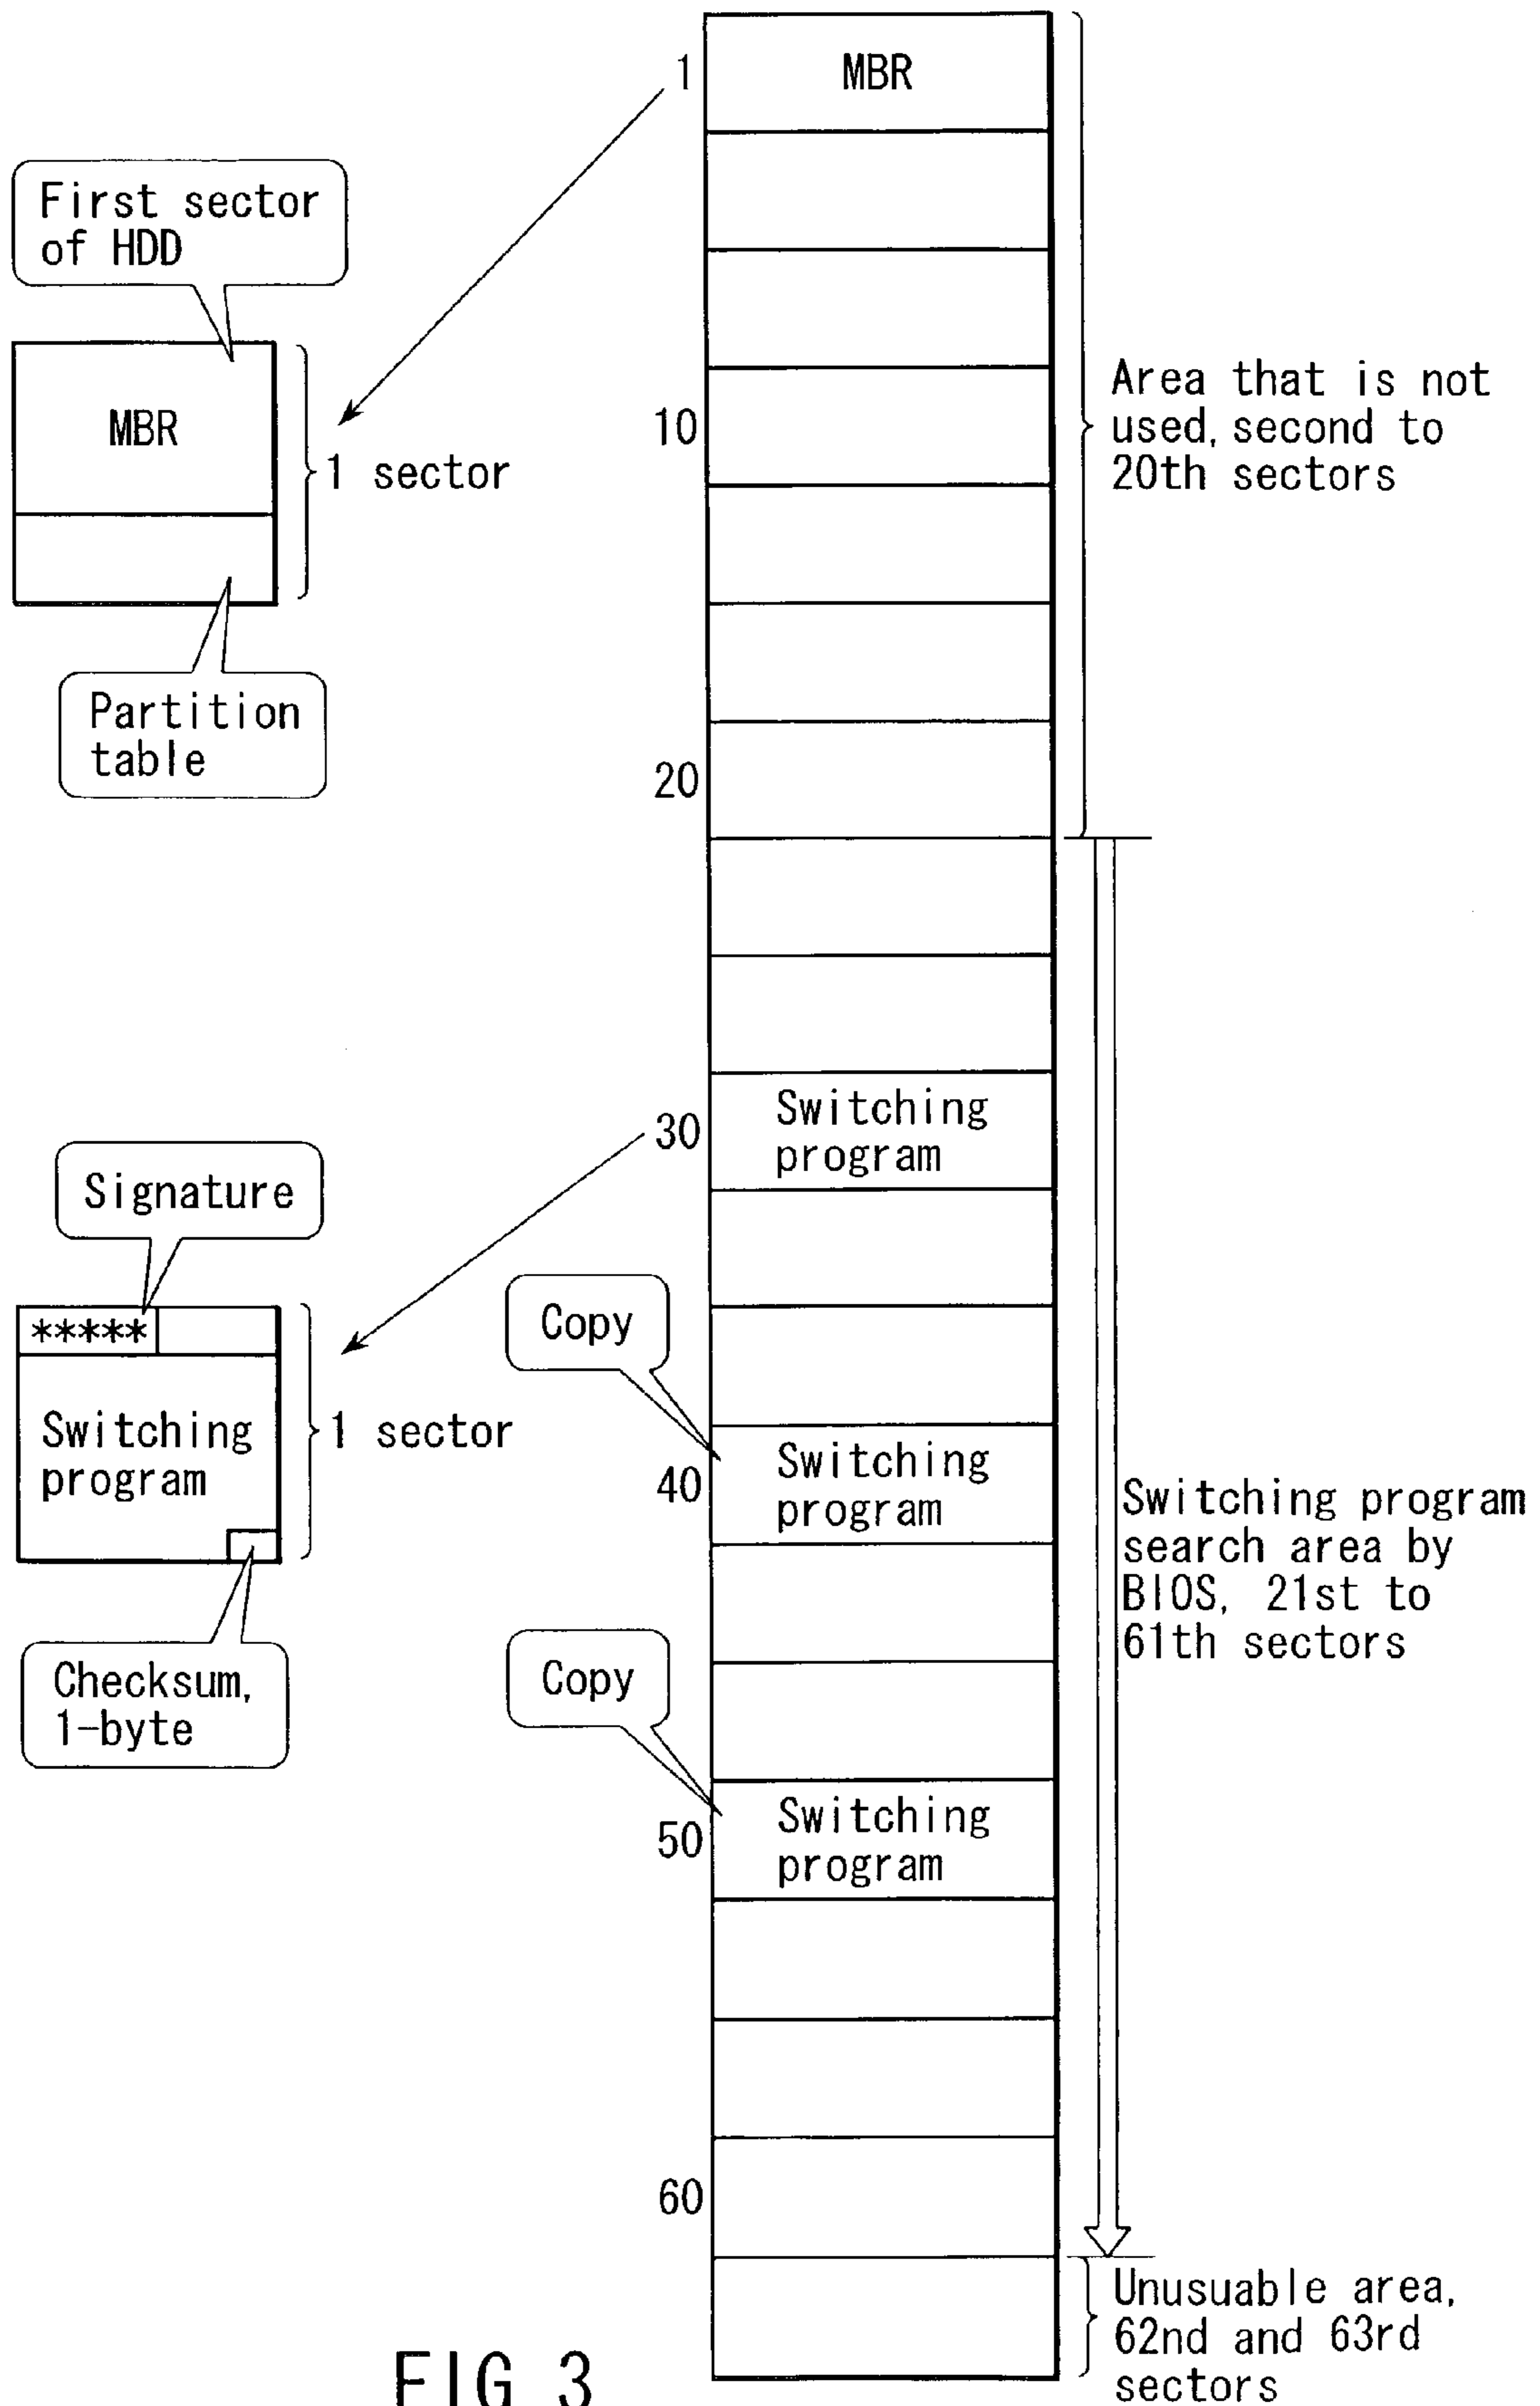 1
MBR
First sector
of HDD
MBR
1 sector
Partition
table
10
Area that is not
used, second to
20th sectors
20
30
Switching
program
Signature
*****
Switching
program
1 sector
Checksum,
1-byte
Copy
40
Switching
program
Switching program
search area by
BIOS, 21st to
61th sectors
Copy
50
Switching
program
60
Unusuable area,
62nd and 63rd
sectors
FIG 3